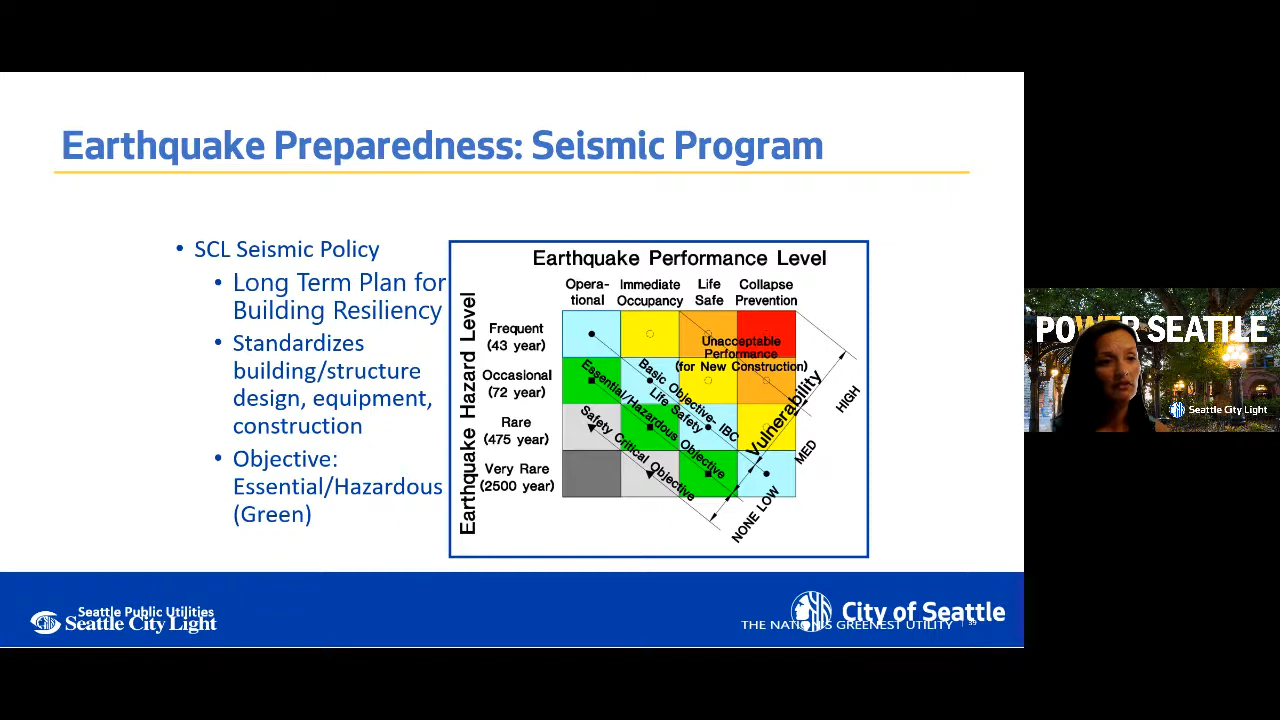 Earthquake Preparedness: Seismic Program
• SCL Seismic Policy
• Long Term Plan for
Building Resiliency
• Standardizes
building/structure
design, equipment,
construction
• Objective:
Essential/Hazardous
(Green)
Earthquake Performance Level
Opera-
tional
Immediate
Occupancy
Life
Safe
Collapse
Prevention
Earthquake Hazard Level
Frequent
(43 year)
Occasional
(72 year)
Rare
(475 year)
Very Rare
(2500 year)
Unacceptable
Performance
(for New Construction)
Basic Objective- IBC
Life Safety
Essential/Hazardous Objective
Safety Critical Objective
Vulnerability
HIGH
MED
LOW
NONE
Seattle Public Utilities
Seattle City Light
City of Seattle
THE NATION'S GREENEST UTILITY | 39
POWER SEATTLE
Seattle City Light